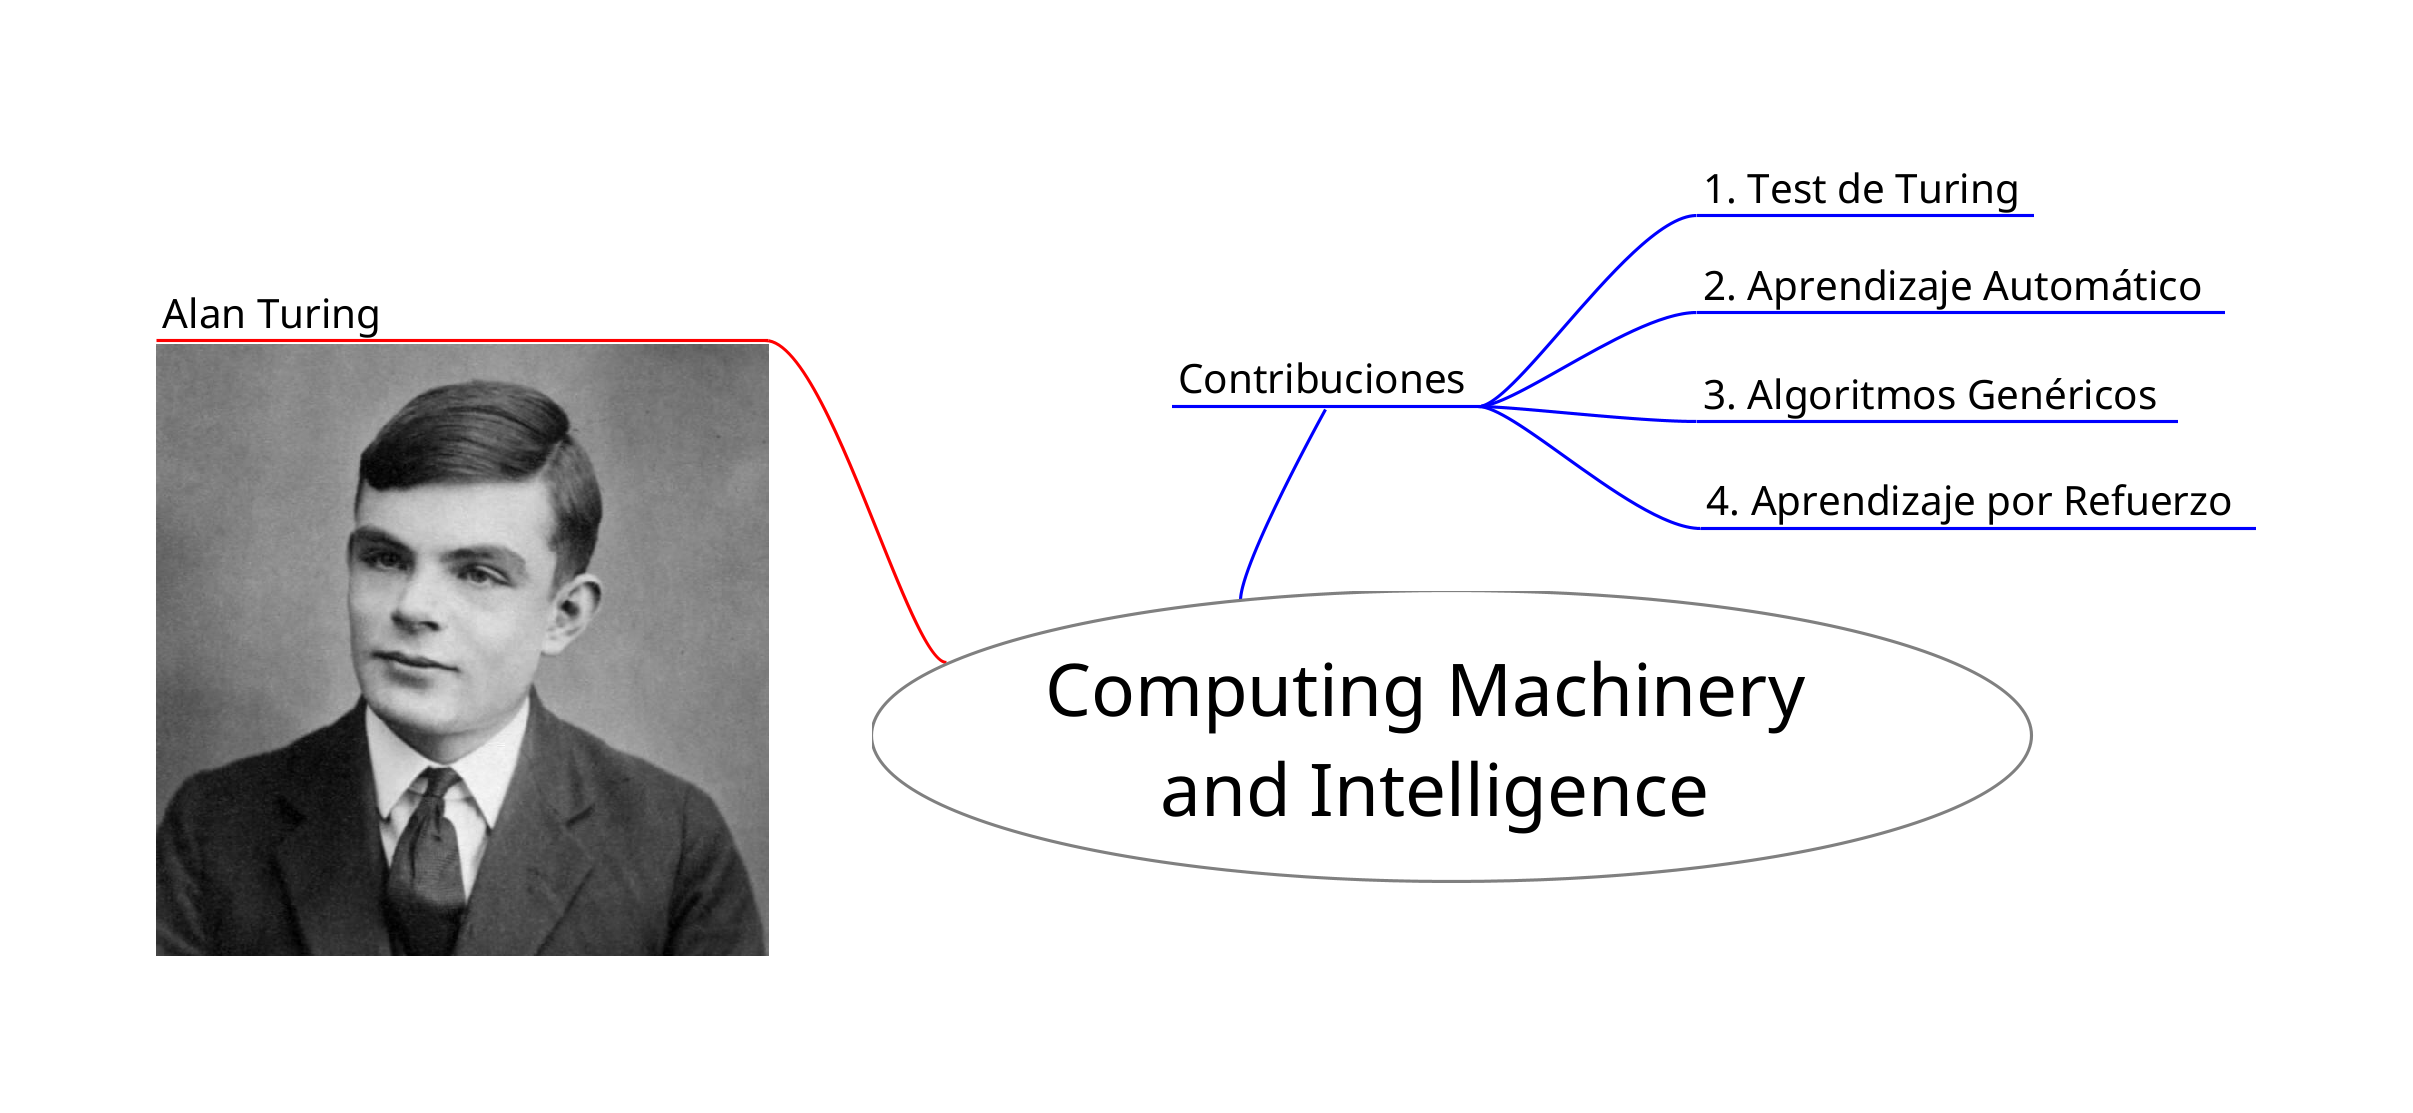 Alan Turing
Contribuciones
1. Test de Turing
2. Aprendizaje Automático
3. Algoritmos Genéricos
4. Aprendizaje por Refuerzo
Computing Machinery
and Intelligence